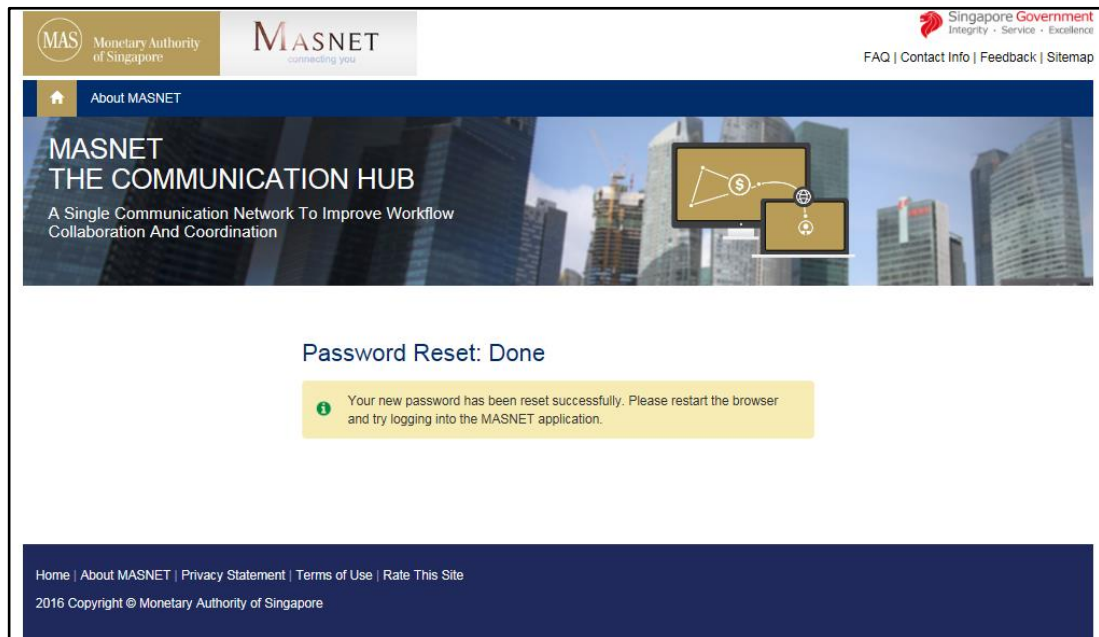 MAS
Monetary Authority
of Singapore
MASNET
connecting you
Singapore Government
Integrity · Service · Excellence
FAQ | Contact Info | Feedback | Sitemap
About MASNET
MASNET
THE COMMUNICATION HUB
A Single Communication Network To Improve Workflow
Collaboration And Coordination
$
Password Reset: Done
Your new password has been reset successfully. Please restart the browser
and try logging into the MASNET application.
Home | About MASNET | Privacy Statement | Terms of Use | Rate This Site
2016 Copyright © Monetary Authority of Singapore